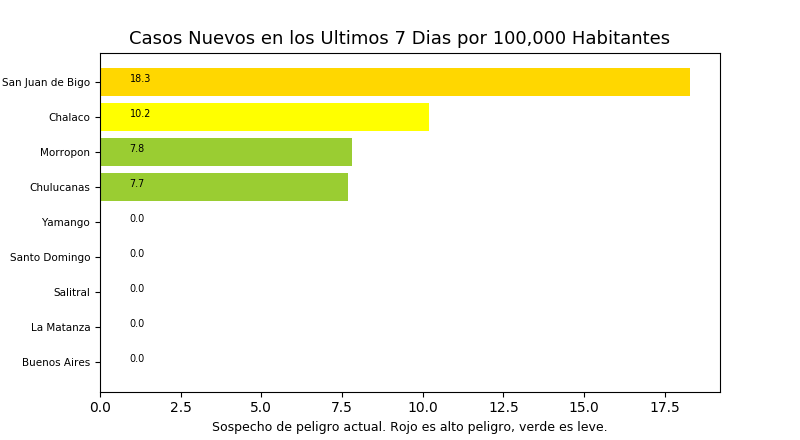 Casos Nuevos en los Ultimos 7 Dias por 100,000 Habitantes
San Juan de Bigo 18.3
Chalaco 10.2
Morropon 7.8
Chulucanas 7.7
Yamango 0.0
Santo Domingo 0.0
Salitral 0.0
La Matanza 0.0
Buenos Aires 0.0
0.0 2.5 5.0 7.5 10.0 12.5 15.0 17.5
Sospecho de peligro actual. Rojo es alto peligro, verde es leve.